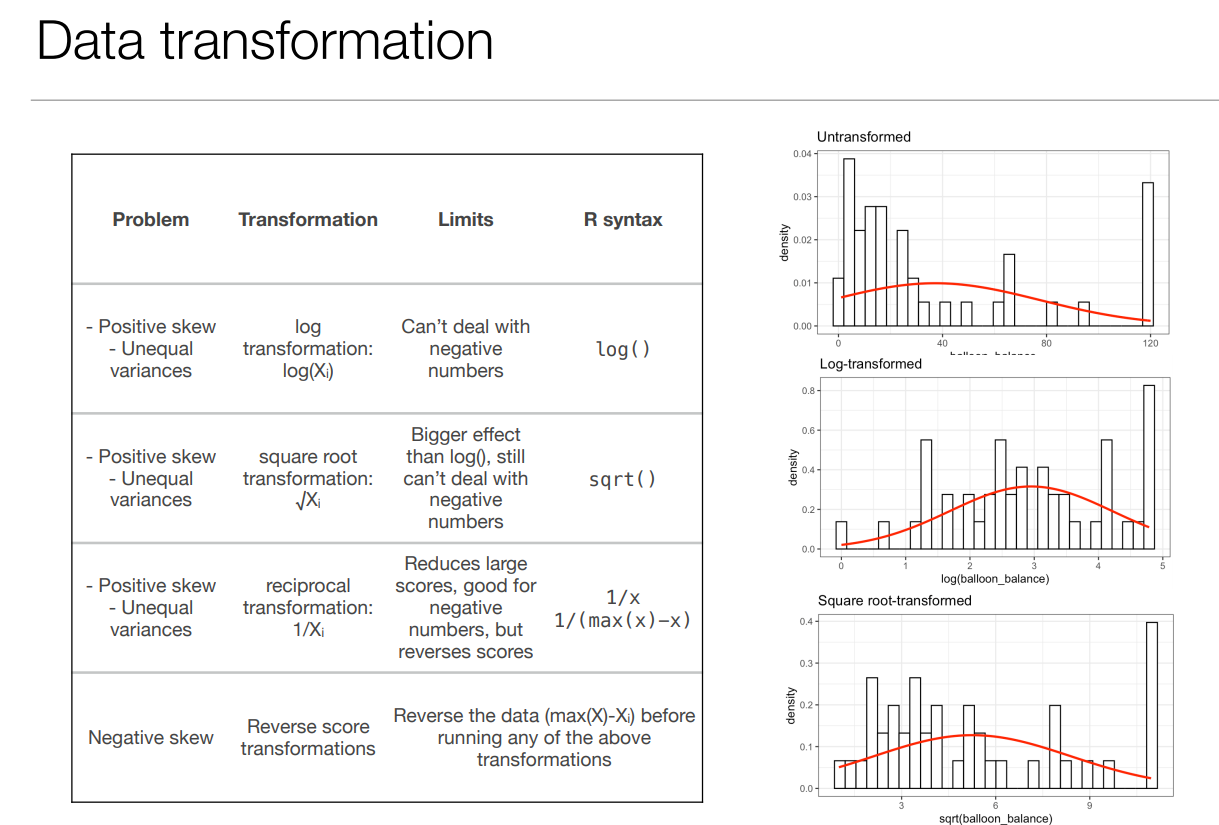 Data transformation
Problem
Transformation
Limits
R syntax
- Positive skew
- Unequal
variances
log
transformation:
log(Xᵢ)
Can’t deal with
negative
numbers
log()
- Positive skew
- Unequal
variances
square root
transformation:
√Xᵢ
Bigger effect
than log(), still
can’t deal with
negative
numbers
sqrt()
- Positive skew
- Unequal
variances
reciprocal
transformation:
1/Xᵢ
Reduces large
scores, good for
negative
numbers, but
reverses scores
1/x
1/(max(x)–x)
Negative skew
Reverse score
transformations
Reverse the data (max(X)-Xᵢ) before
running any of the above
transformations
Untransformed
density
0.04
0.03
0.02
0.01
0.00
0 40 80 120
Log-transformed
density
0.8
0.6
0.4
0.2
0.0
0 1 2 3 4 5
log(balloon_balance)
Square root-transformed
density
0.4
0.3
0.2
0.1
0.0
3 6 9
sqrt(balloon_balance)